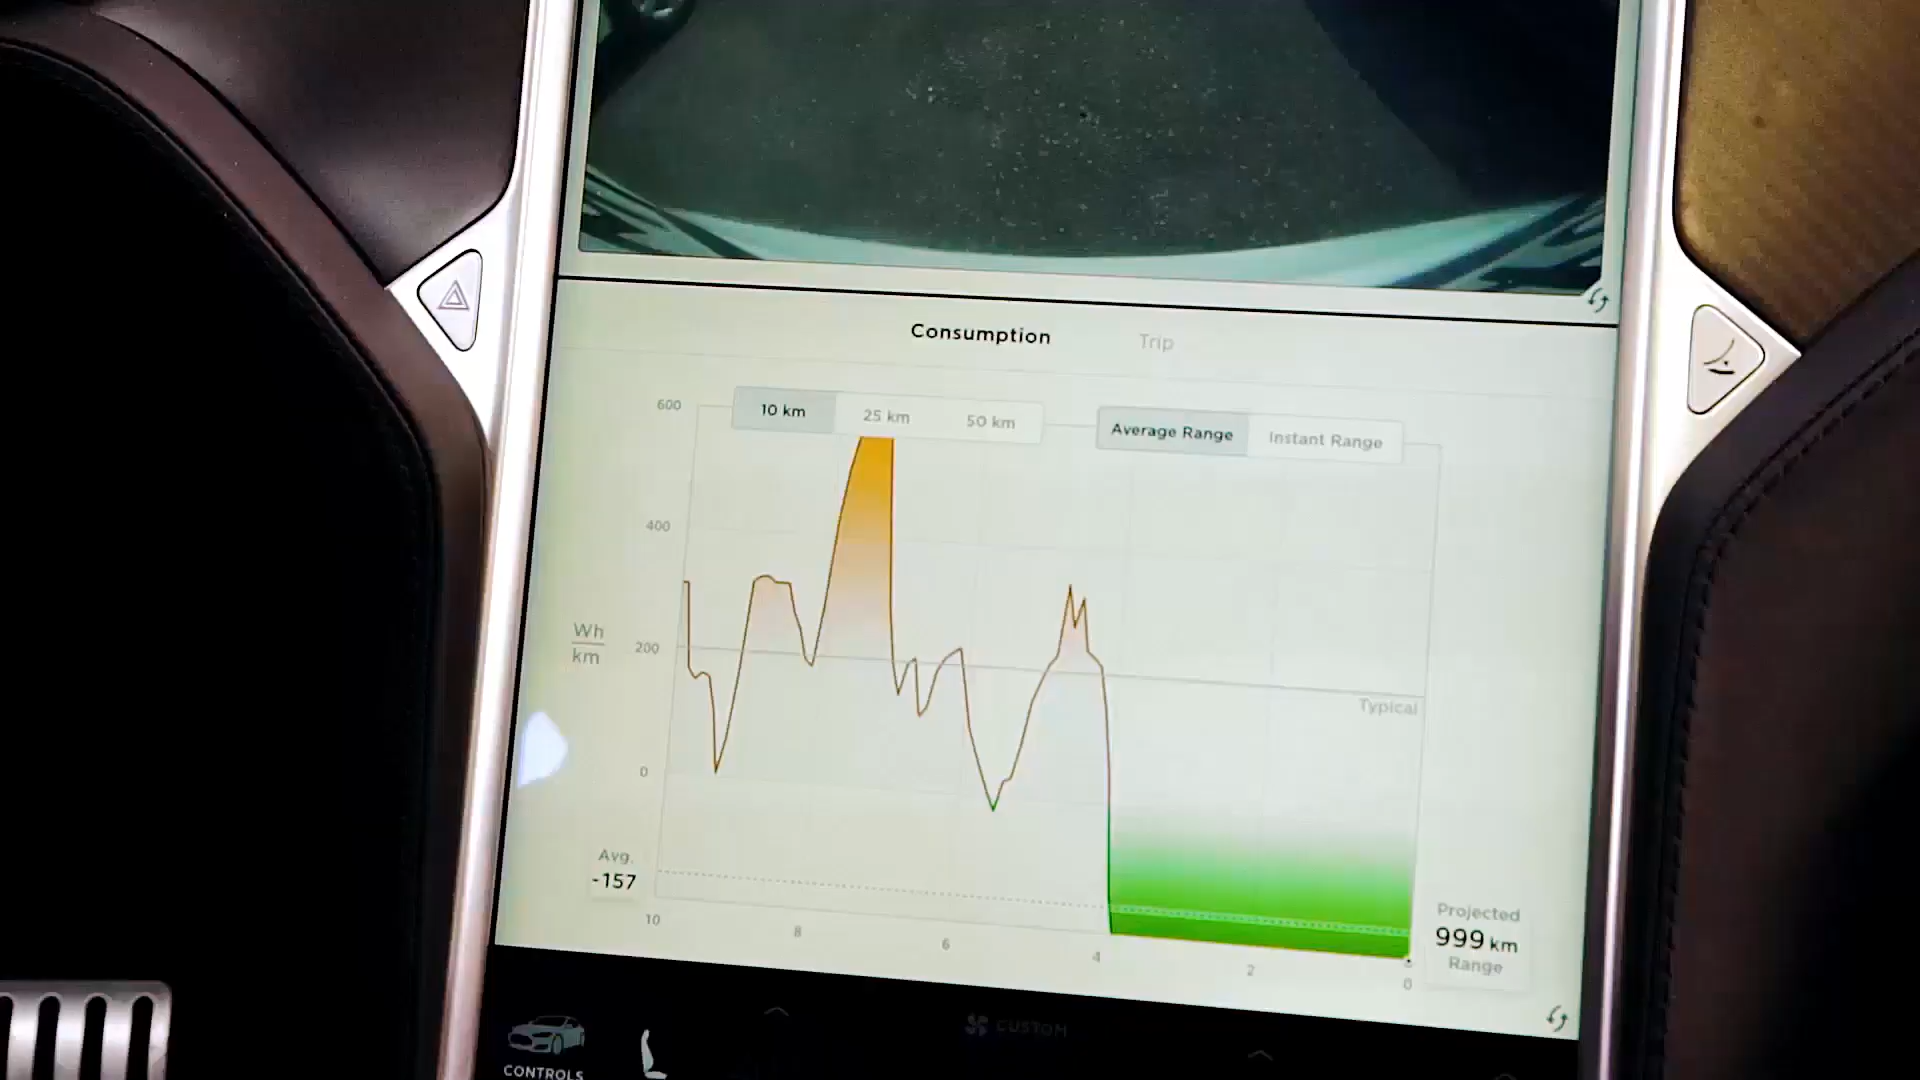 Consumption Trip
600 10 km 25 km 50 km Average Range Instant Range
400
Wh
km
200
Typical
0
Avg.
-157
Projected
999 km
Range
10 8 6 4 2 0
CUSTOM
CONTROLS